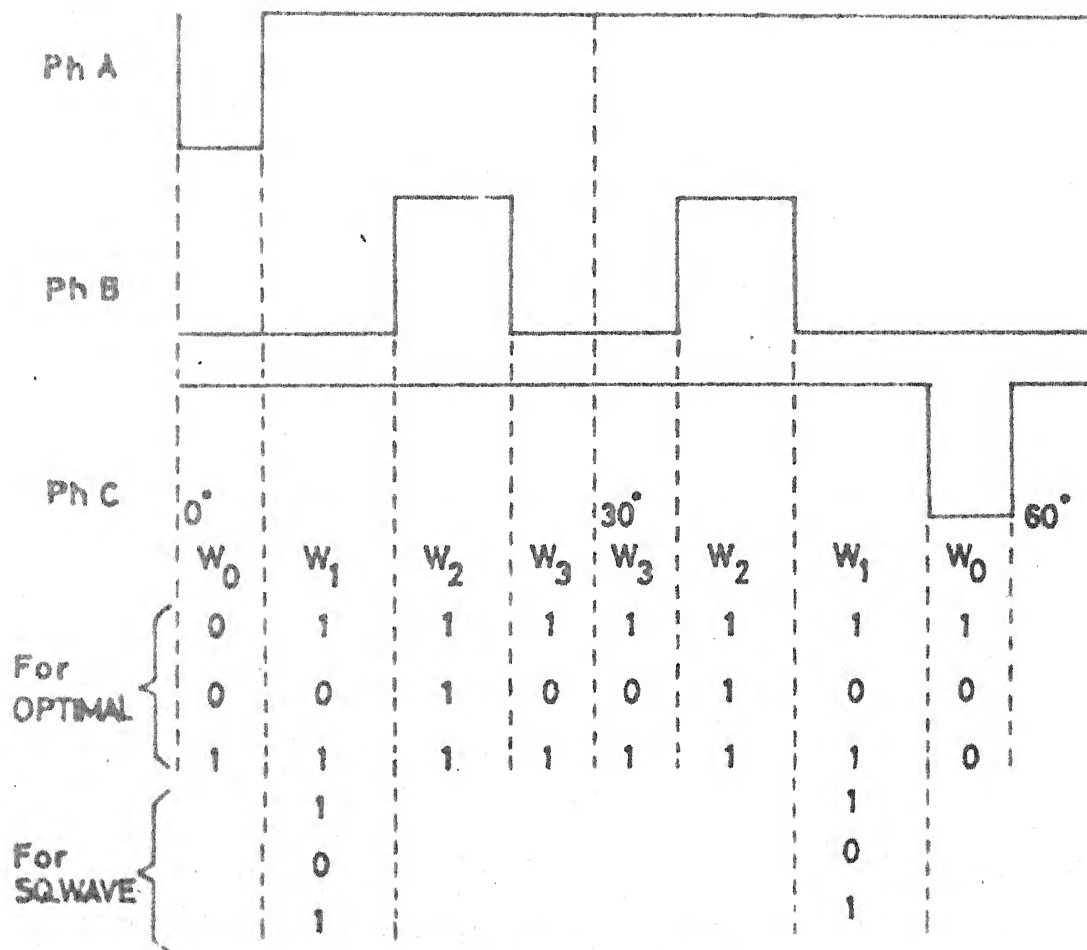 Ph A
Ph B
Ph C
0° 30° 60°
W0 W1 W2 W3 W3 W2 W1 W0
For OPTIMAL
0 1 1 1 1 1 1 1
0 0 1 0 0 1 0 0
1 1 1 1 1 1 1 0
For SQ.WAVE
1 1
0 0
1 1